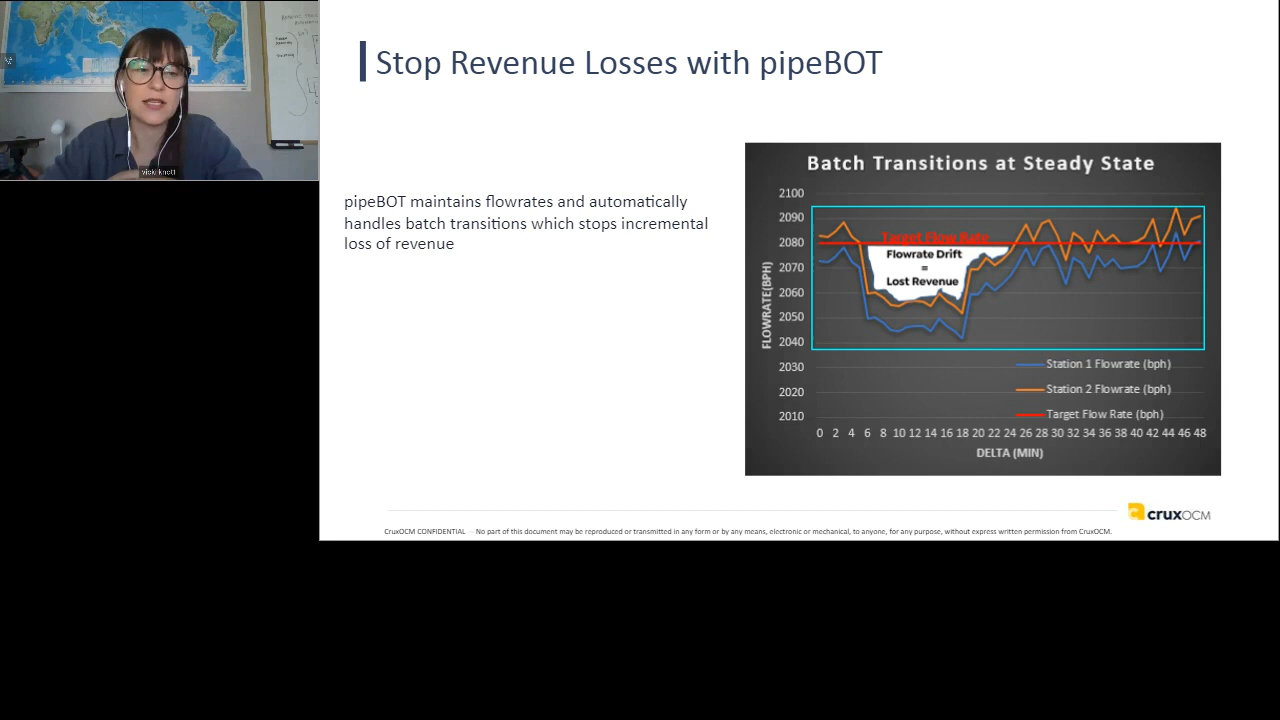 vicki knott
Stop Revenue Losses with pipeBOT
pipeBOT maintains flowrates and automatically
handles batch transitions which stops incremental
loss of revenue
Batch Transitions at Steady State
2100
2090
2080
2070
2060
2050
2040
2030
2020
2010
FLOWRATE(BPH)
Target Flow Rate
Flowrate Drift
=
Lost Revenue
Station 1 Flowrate (bph)
Station 2 Flowrate (bph)
Target Flow Rate (bph)
0 2 4 6 8 10 12 14 16 18 20 22 24 26 28 30 32 34 36 38 40 42 44 46 48
DELTA (MIN)
cruxOCM
CruxOCM CONFIDENTIAL — No part of this document may be reproduced or transmitted in any form or by any means, electronic or mechanical, to anyone, for any purpose, without express written permission from CruxOCM.